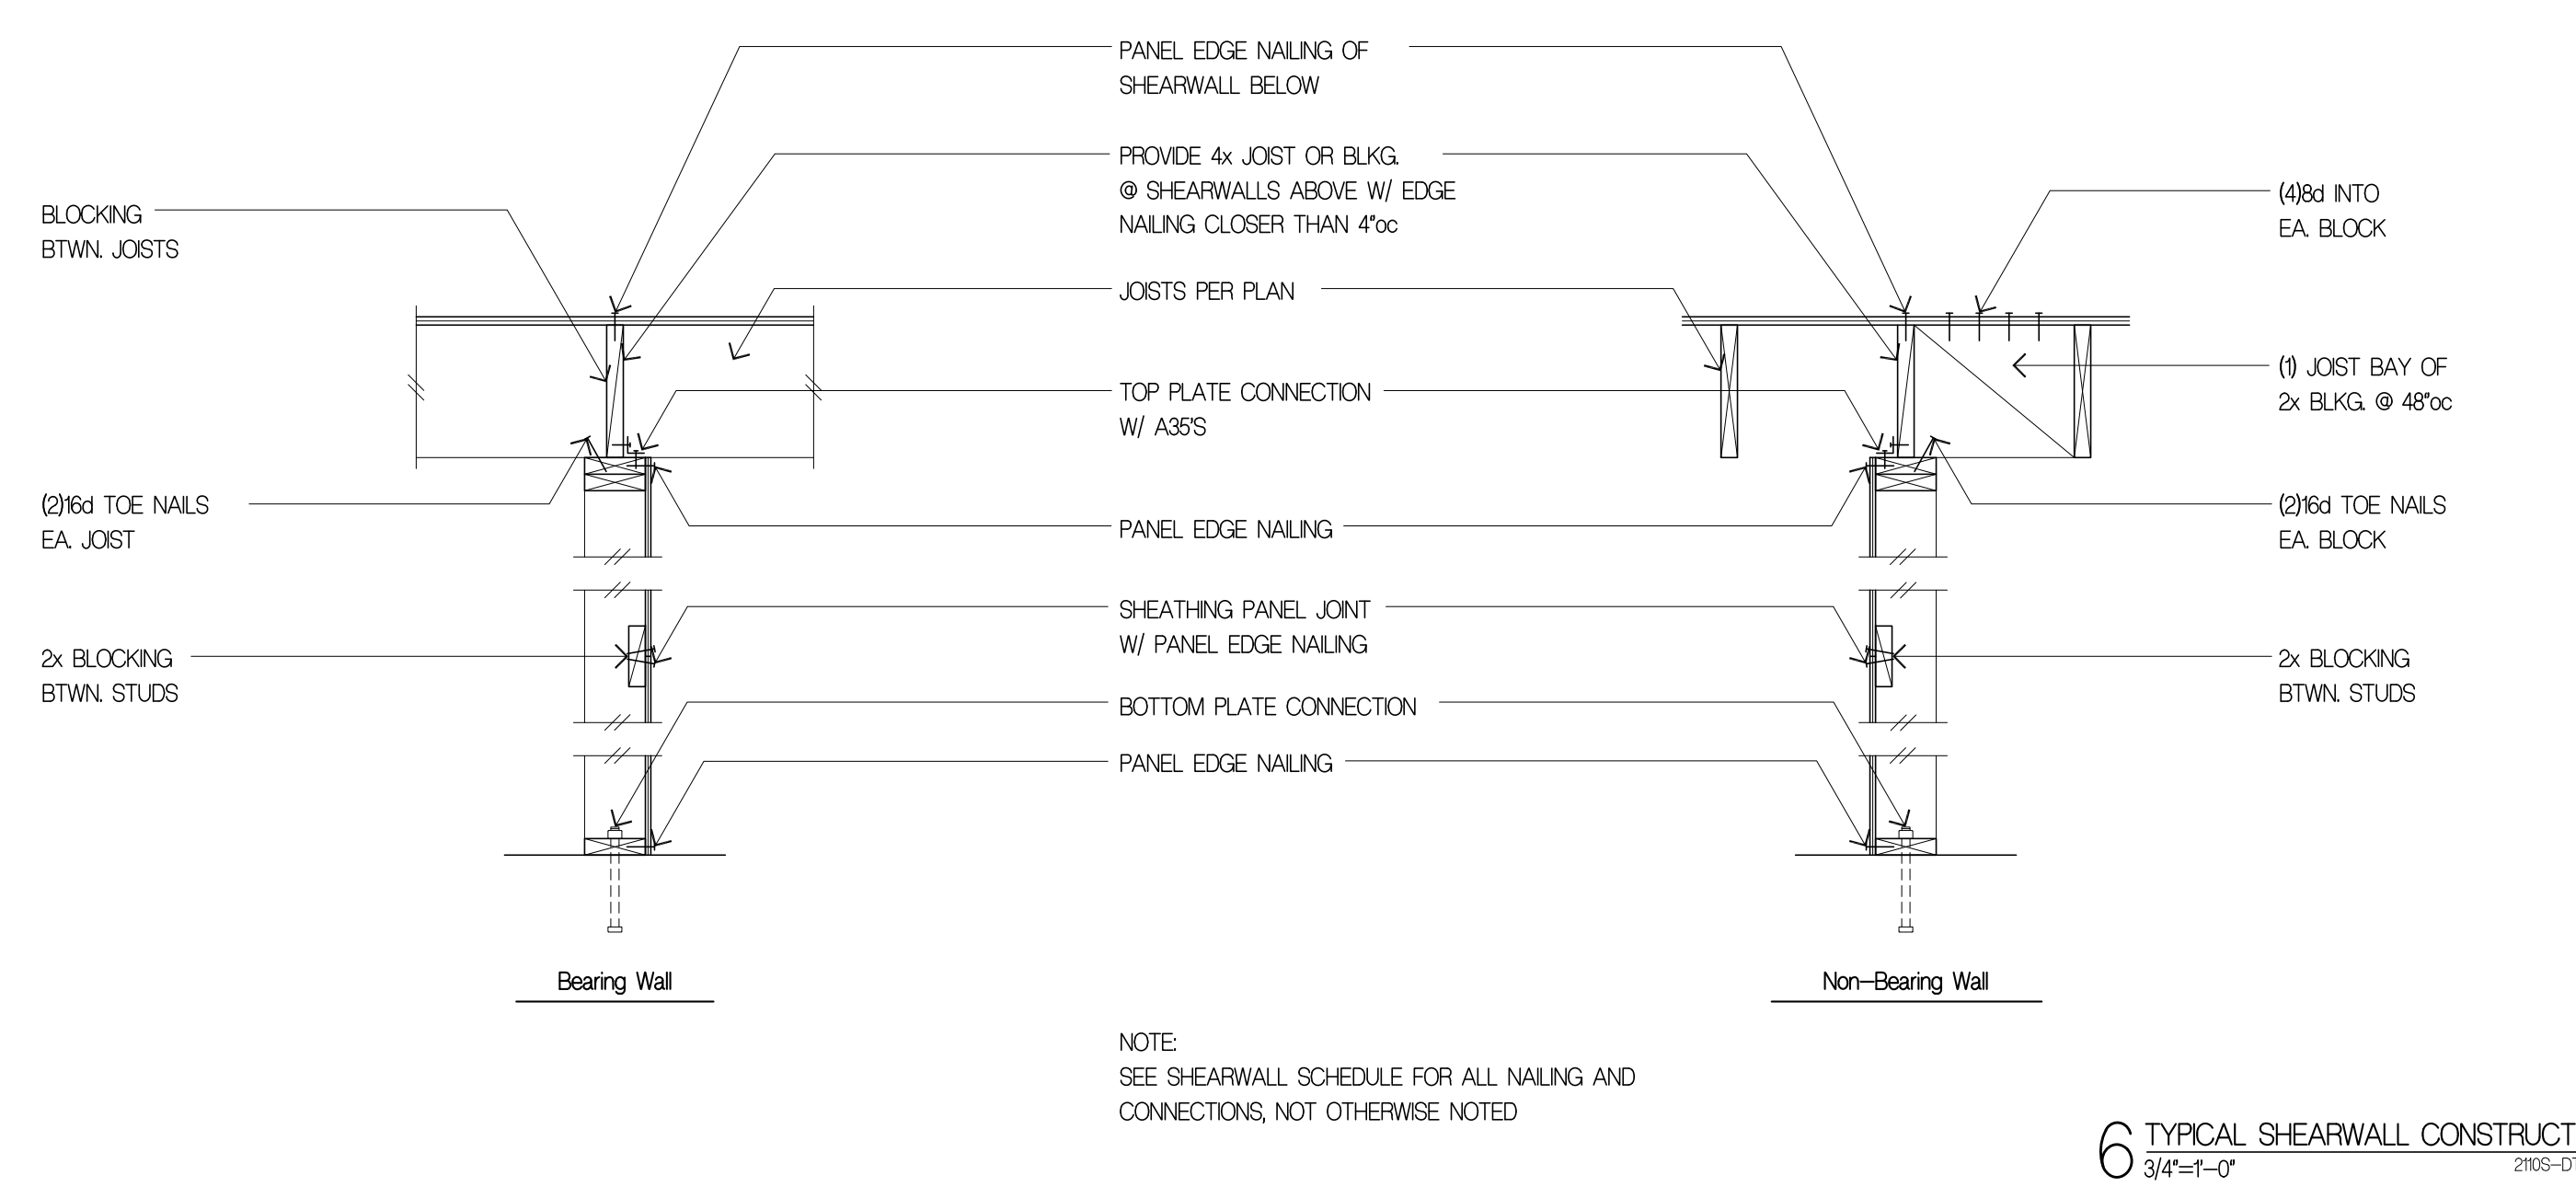 PANEL EDGE NAILING OF
SHEARWALL BELOW
PROVIDE 4x JOIST OR BLKG.
@ SHEARWALLS ABOVE W/ EDGE
NAILING CLOSER THAN 4"oc
BLOCKING
BTWN. JOISTS
(4)8d INTO
EA. BLOCK
JOISTS PER PLAN
(1) JOIST BAY OF
2x BLKG. @ 48"oc
TOP PLATE CONNECTION
W/ A35'S
(2)16d TOE NAILS
EA. JOIST
PANEL EDGE NAILING
(2)16d TOE NAILS
EA. BLOCK
SHEATHING PANEL JOINT
W/ PANEL EDGE NAILING
2x BLOCKING
BTWN. STUDS
2x BLOCKING
BTWN. STUDS
BOTTOM PLATE CONNECTION
PANEL EDGE NAILING
Bearing Wall
Non-Bearing Wall
NOTE:
SEE SHEARWALL SCHEDULE FOR ALL NAILING AND
CONNECTIONS, NOT OTHERWISE NOTED
6 TYPICAL SHEARWALL CONSTRUCT
3/4"=1'-0"
2110S-DT